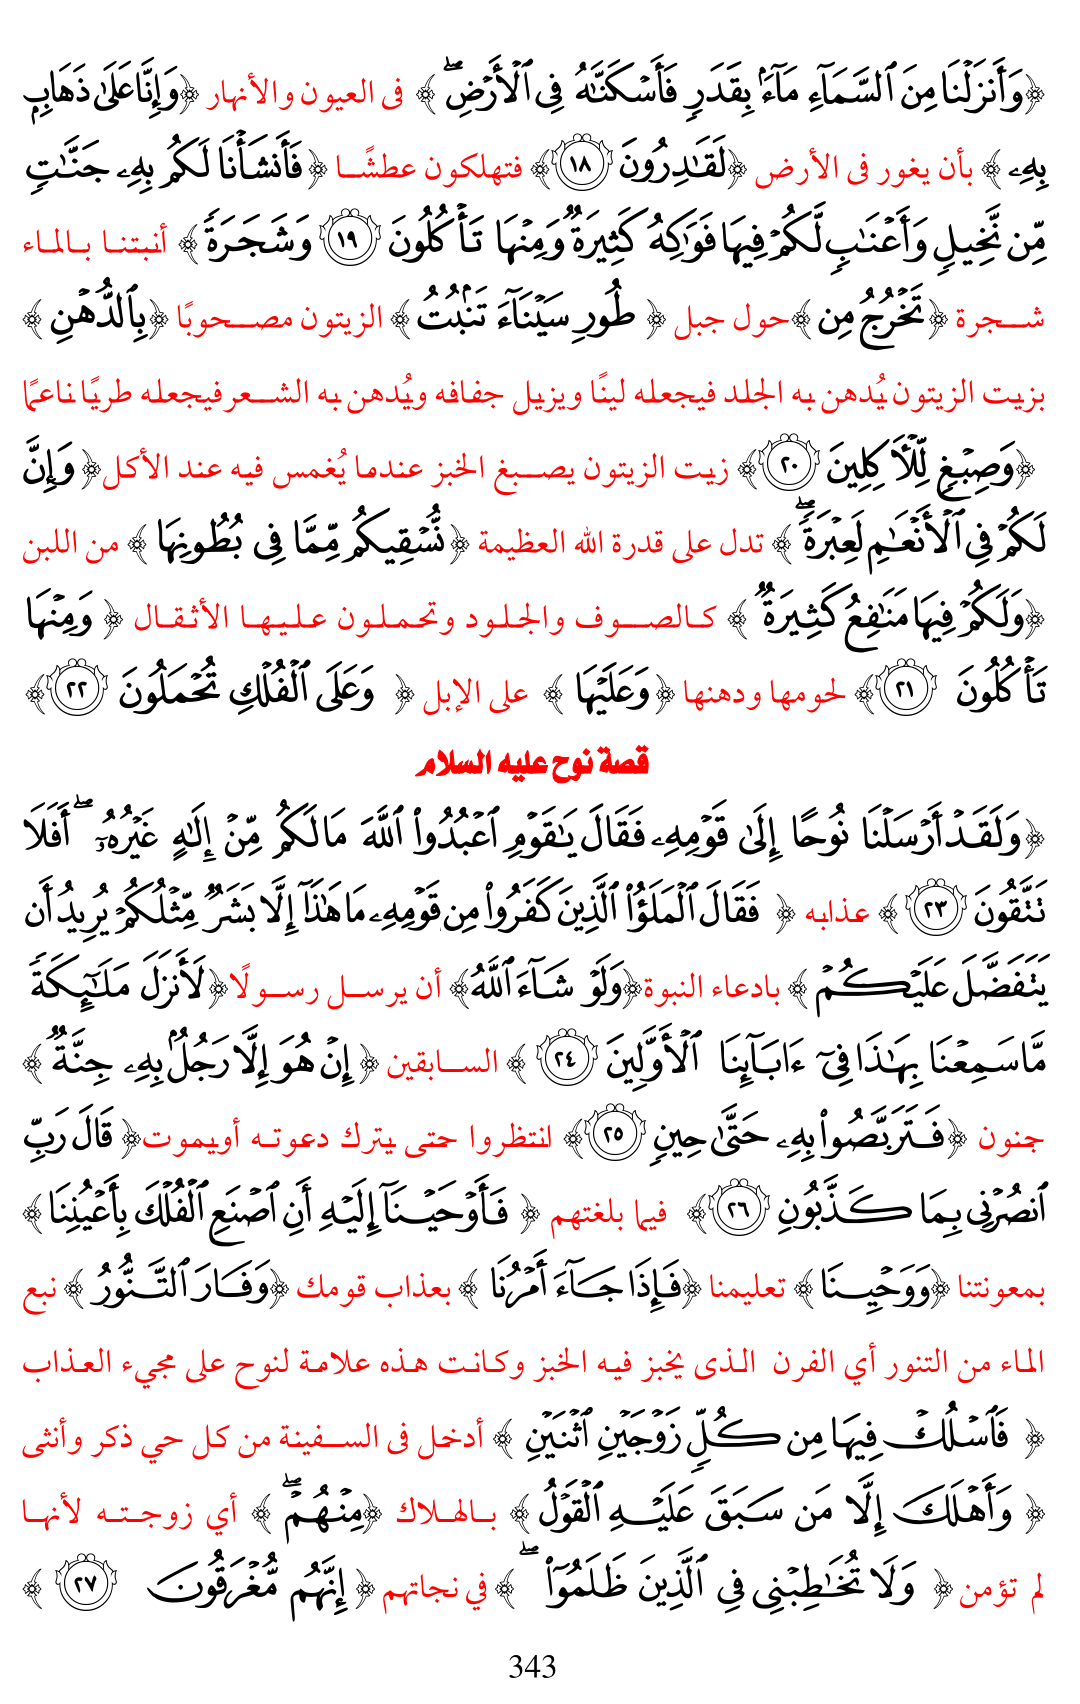 ﴿وَأَنزَلْنَا مِنَ ٱلسَّمَآءِ مَآءًۢ بِقَدَرٍۢ فَأَسْكَنَّـٰهُ فِى ٱلْأَرْضِ ۖ﴾ فى العيون والأنهار ﴿وَإِنَّا عَلَىٰ ذَهَابٍۭ
بِهِۦ﴾ بأن يغور فى الأرض ﴿لَقَـٰدِرُونَ ١٨﴾ فتهلكون عطشًا ﴿فَأَنشَأْنَا لَكُم بِهِۦ جَنَّـٰتٍۢ
مِّن نَّخِيلٍۢ وَأَعْنَـٰبٍۢ لَّكُمْ فِيهَا فَوَٰكِهُ كَثِيرَةٌۭ وَمِنْهَا تَأْكُلُونَ ١٩ وَشَجَرَةًۭ﴾ أنبتنا بالماء
شجرة ﴿تَخْرُجُ مِن﴾ حول جبل ﴿طُورِ سَيْنَآءَ تَنۢبُتُ﴾ الزيتون مصحوبًا ﴿بِٱلدُّهْنِ﴾
بزيت الزيتون يُدهن به الجلد فيجعله لينًا ويزيل جفافه ويُدهن به الشعر فيجعله طريًا ناعمًا
﴿وَصِبْغٍۢ لِّلْـَٔاكِلِينَ ٢٠﴾ زيت الزيتون يصبغ الخبز عندما يُغمس فيه عند الأكل ﴿وَإِنَّ
لَكُمْ فِى ٱلْأَنْعَـٰمِ لَعِبْرَةًۭ ۖ﴾ تدل على قدرة الله العظيمة ﴿نُّسْقِيكُم مِّمَّا فِى بُطُونِهَا﴾ من اللبن
﴿وَلَكُمْ فِيهَا مَنَـٰفِعُ كَثِيرَةٌۭ﴾ كالصوف والجلود وتحملون عليها الأثقال ﴿وَمِنْهَا
تَأْكُلُونَ ٢١﴾ لحومها ودهنها ﴿وَعَلَيْهَا﴾ على الإبل ﴿وَعَلَى ٱلْفُلْكِ تُحْمَلُونَ ٢٢﴾
قصة نوح عليه السلام
﴿وَلَقَدْ أَرْسَلْنَا نُوحًا إِلَىٰ قَوْمِهِۦ فَقَالَ يَـٰقَوْمِ ٱعْبُدُوا۟ ٱللَّهَ مَا لَكُم مِّنْ إِلَـٰهٍ غَيْرُهُۥٓ ۖ أَفَلَا
تَتَّقُونَ ٢٣﴾ عذابه ﴿فَقَالَ ٱلْمَلَؤُا۟ ٱلَّذِينَ كَفَرُوا۟ مِن قَوْمِهِۦ مَا هَـٰذَآ إِلَّا بَشَرٌۭ مِّثْلُكُمْ يُرِيدُ أَن
يَتَفَضَّلَ عَلَيْكُمْ﴾ بادعاء النبوة ﴿وَلَوْ شَآءَ ٱللَّهُ﴾ أن يرسل رسولًا ﴿لَأَنزَلَ مَلَـٰٓئِكَةًۭ
مَّا سَمِعْنَا بِهَـٰذَا فِىٓ ءَابَآئِنَا ٱلْأَوَّلِينَ ٢٤﴾ السابقين ﴿إِنْ هُوَ إِلَّا رَجُلٌۢ بِهِۦ جِنَّةٌۭ﴾
جنون ﴿فَتَرَبَّصُوا۟ بِهِۦ حَتَّىٰ حِينٍۢ ٢٥﴾ انتظروا حتى يترك دعوته أويموت ﴿قَالَ رَبِّ
ٱنصُرْنِى بِمَا كَذَّبُونِ ٢٦﴾ فيما بلغتهم ﴿فَأَوْحَيْنَآ إِلَيْهِ أَنِ ٱصْنَعِ ٱلْفُلْكَ بِأَعْيُنِنَا﴾
بمعونتنا ﴿وَوَحْيِنَا﴾ تعليمنا ﴿فَإِذَا جَآءَ أَمْرُنَا﴾ بعذاب قومك ﴿وَفَارَ ٱلتَّنُّورُ﴾ نبع
الماء من التنور أي الفرن الذى يخبز فيه الخبز وكانت هذه علامة لنوح على مجيء العذاب
﴿فَٱسْلُكْ فِيهَا مِن كُلٍّۢ زَوْجَيْنِ ٱثْنَيْنِ﴾ أدخل فى السفينة من كل حي ذكر وأنثى
﴿وَأَهْلَكَ إِلَّا مَن سَبَقَ عَلَيْهِ ٱلْقَوْلُ﴾ بالهلاك ﴿مِنْهُمْ ۖ﴾ أي زوجته لأنها
لم تؤمن ﴿وَلَا تُخَـٰطِبْنِى فِى ٱلَّذِينَ ظَلَمُوٓا۟ ۖ﴾ في نجاتهم ﴿إِنَّهُم مُّغْرَقُونَ ٢٧﴾
343